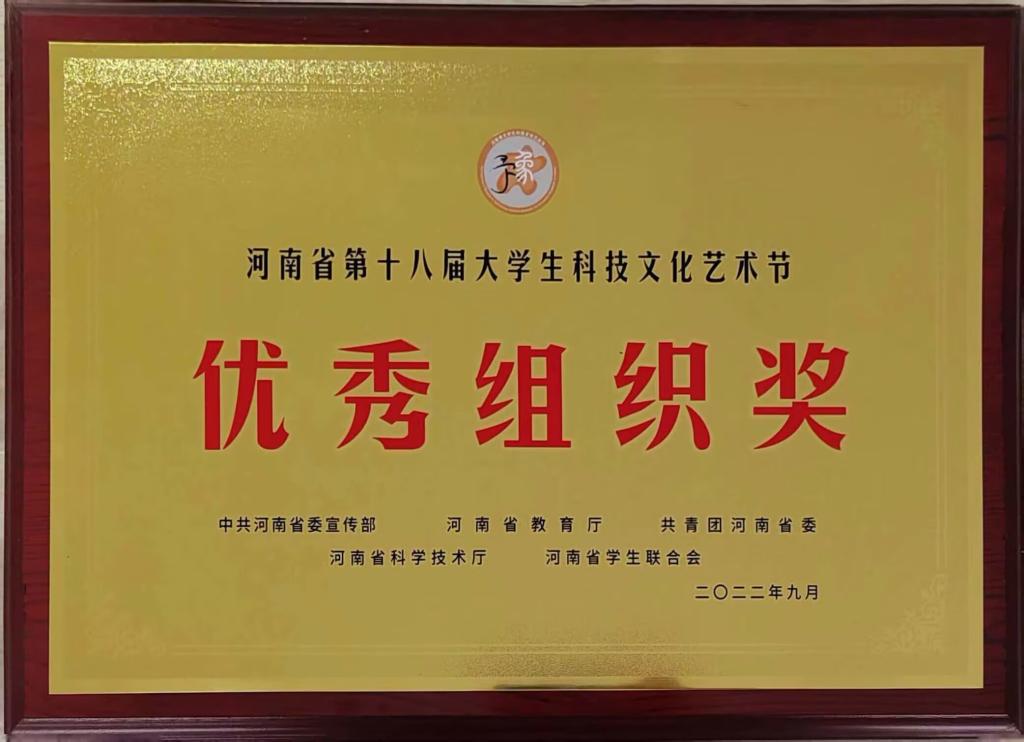 豫
河南省第十八届大学生科技文化艺术节
优秀组织奖
中共河南省委宣传部 河南省教育厅 共青团河南省委
河南省科学技术厅 河南省学生联合会
二〇二二年九月